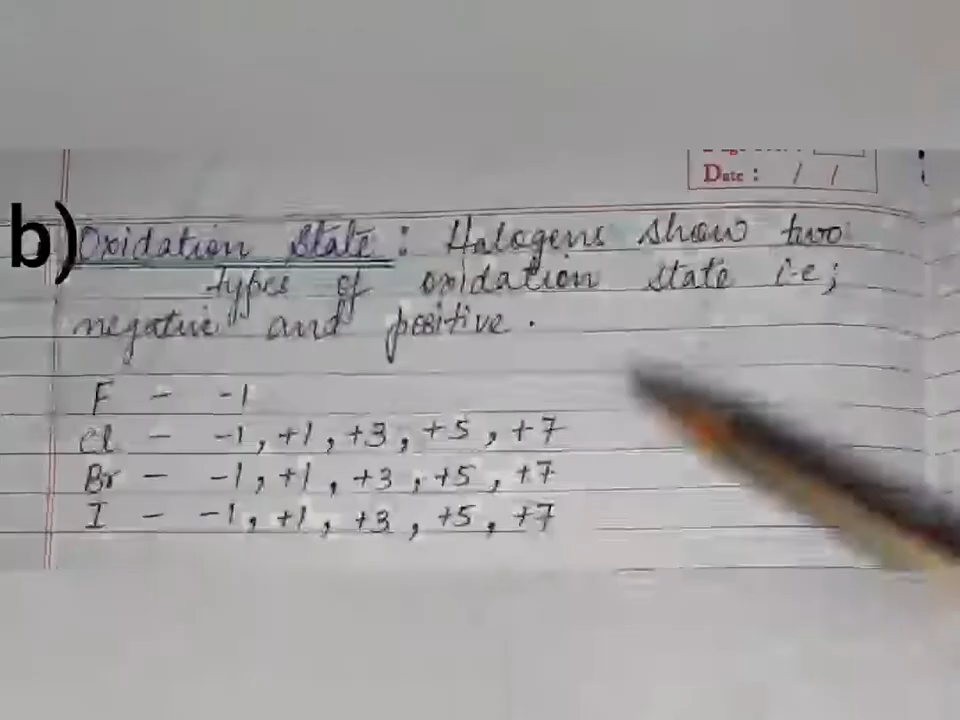 Date : / /
b) Oxidation State : Halogens show two
types of oxidation state i.e;
negative and positive.
F - -1
Cl - -1, +1, +3, +5, +7
Br - -1, +1, +3, +5, +7
I - -1, +1, +3, +5, +7